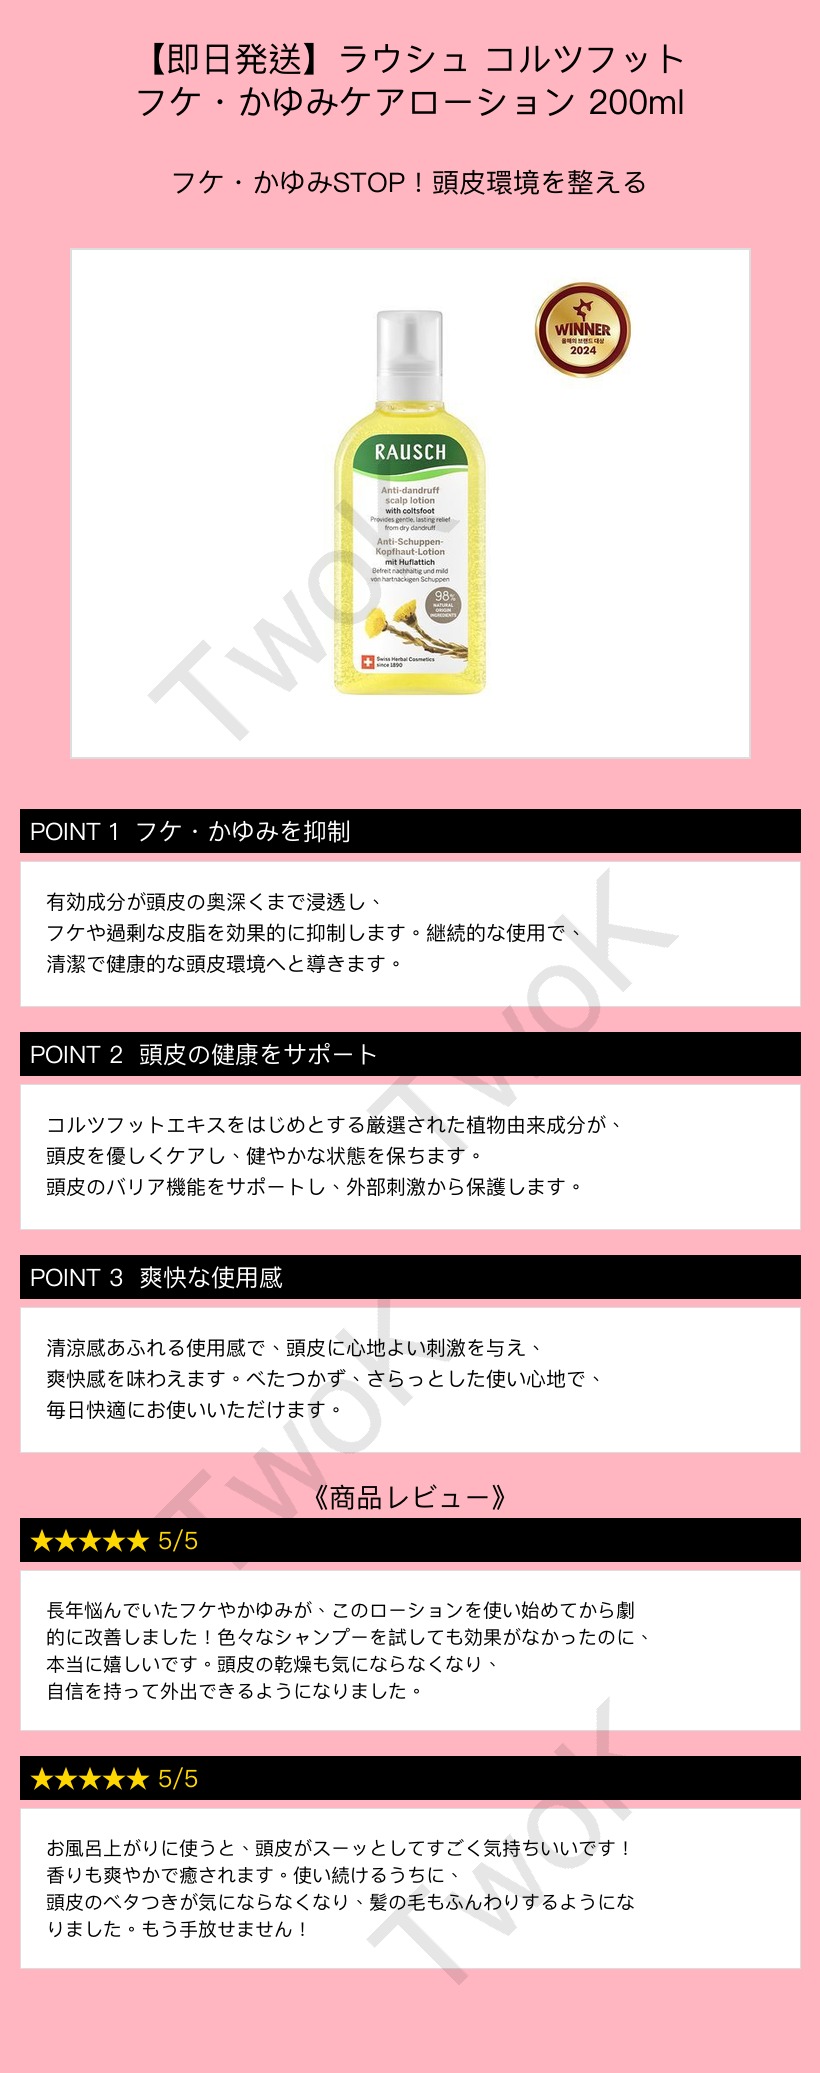 【即日発送】ラウシュ コルツフット
フケ・かゆみケアローション 200ml
フケ・かゆみSTOP！頭皮環境を整える
WINNER
올해의 브랜드 대상
2024
RAUSCH
Anti-dandruff
scalp lotion
with coltsfoot
Provides gentle, lasting relief
from dry dandruff
Anti-Schuppen-
Kopfhaut-Lotion
mit Huflattich
Befreit nachhaltig und mild
von hartnäckigen Schuppen
98%
NATURAL
ORIGIN
INGREDIENTS
Swiss Herbal Cosmetics
since 1890
TwoK
POINT 1 フケ・かゆみを抑制
有効成分が頭皮の奥深くまで浸透し、
フケや過剰な皮脂を効果的に抑制します。継続的な使用で、
清潔で健康的な頭皮環境へと導きます。
TwoK
POINT 2 頭皮の健康をサポート
コルツフットエキスをはじめとする厳選された植物由来成分が、
頭皮を優しくケアし、健やかな状態を保ちます。
頭皮のバリア機能をサポートし、外部刺激から保護します。
POINT 3 爽快な使用感
清涼感あふれる使用感で、頭皮に心地よい刺激を与え、
爽快感を味わえます。べたつかず、さらっとした使い心地で、
毎日快適にお使いいただけます。
TwoK
《商品レビュー》
★★★★★ 5/5
長年悩んでいたフケやかゆみが、このローションを使い始めてから劇
的に改善しました！色々なシャンプーを試しても効果がなかったのに、
本当に嬉しいです。頭皮の乾燥も気にならなくなり、
自信を持って外出できるようになりました。
★★★★★ 5/5
お風呂上がりに使うと、頭皮がスーッとしてすごく気持ちいいです！
香りも爽やかで癒されます。使い続けるうちに、
頭皮のベタつきが気にならなくなり、髪の毛もふんわりするようにな
りました。もう手放せません！
TwoK